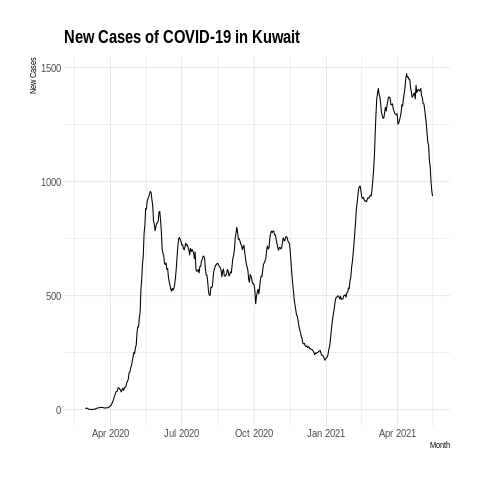 New Cases of COVID-19 in Kuwait
New Cases
1500
1000
500
0
Apr 2020 Jul 2020 Oct 2020 Jan 2021 Apr 2021
Month